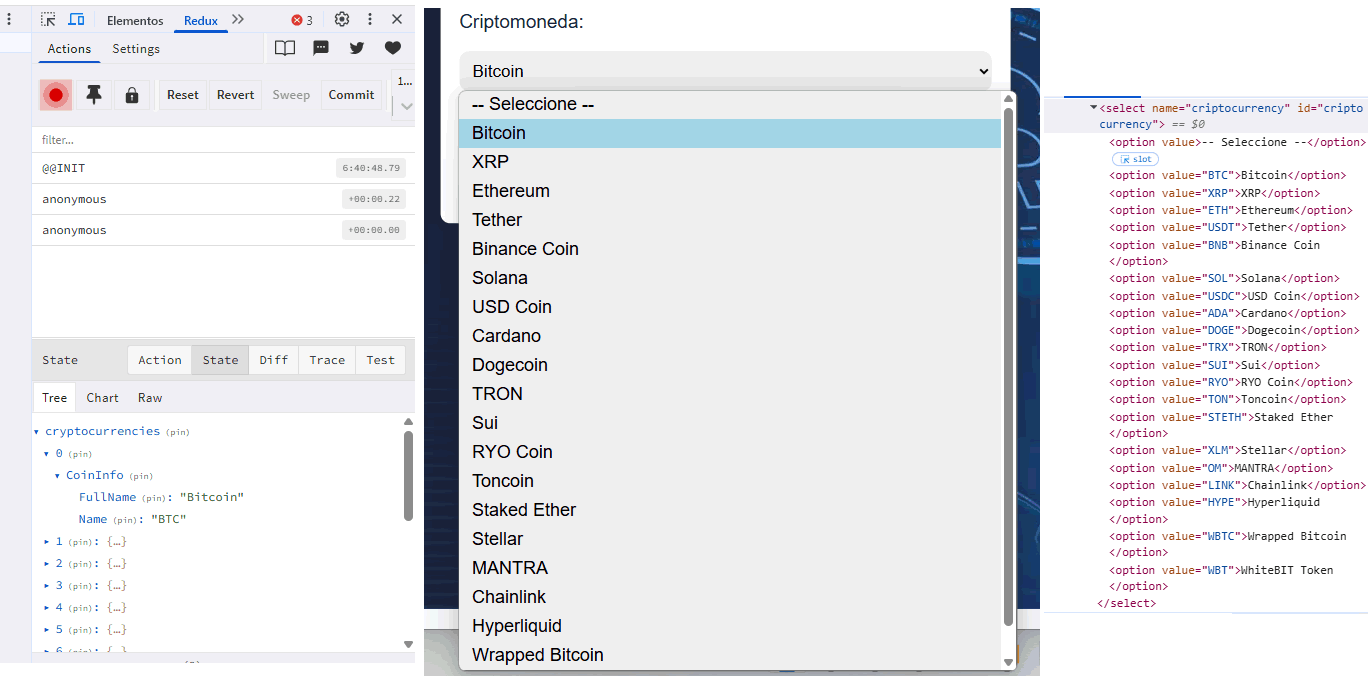 Elementos Redux 3
Actions Settings
Reset Revert Sweep Commit 1...
filter...
@@INIT 6:40:48.79
anonymous +00:00.22
anonymous +00:00.00
State Action State Diff Trace Test
Tree Chart Raw
cryptocurrencies (pin)
0 (pin)
CoinInfo (pin)
FullName (pin): "Bitcoin"
Name (pin): "BTC"
1 (pin): {…}
2 (pin): {…}
3 (pin): {…}
4 (pin): {…}
5 (pin): {…}
Criptomoneda:
Bitcoin
-- Seleccione --
Bitcoin
XRP
Ethereum
Tether
Binance Coin
Solana
USD Coin
Cardano
Dogecoin
TRON
Sui
RYO Coin
Toncoin
Staked Ether
Stellar
MANTRA
Chainlink
Hyperliquid
Wrapped Bitcoin
<select name="criptocurrency" id="cripto
currency"> == $0
<option value>-- Seleccione --</option>
slot
<option value="BTC">Bitcoin</option>
<option value="XRP">XRP</option>
<option value="ETH">Ethereum</option>
<option value="USDT">Tether</option>
<option value="BNB">Binance Coin
</option>
<option value="SOL">Solana</option>
<option value="USDC">USD Coin</option>
<option value="ADA">Cardano</option>
<option value="DOGE">Dogecoin</option>
<option value="TRX">TRON</option>
<option value="SUI">Sui</option>
<option value="RYO">RYO Coin</option>
<option value="TON">Toncoin</option>
<option value="STETH">Staked Ether
</option>
<option value="XLM">Stellar</option>
<option value="OM">MANTRA</option>
<option value="LINK">Chainlink</option>
<option value="HYPE">Hyperliquid
</option>
<option value="WBTC">Wrapped Bitcoin
</option>
<option value="WBT">WhiteBIT Token
</option>
</select>